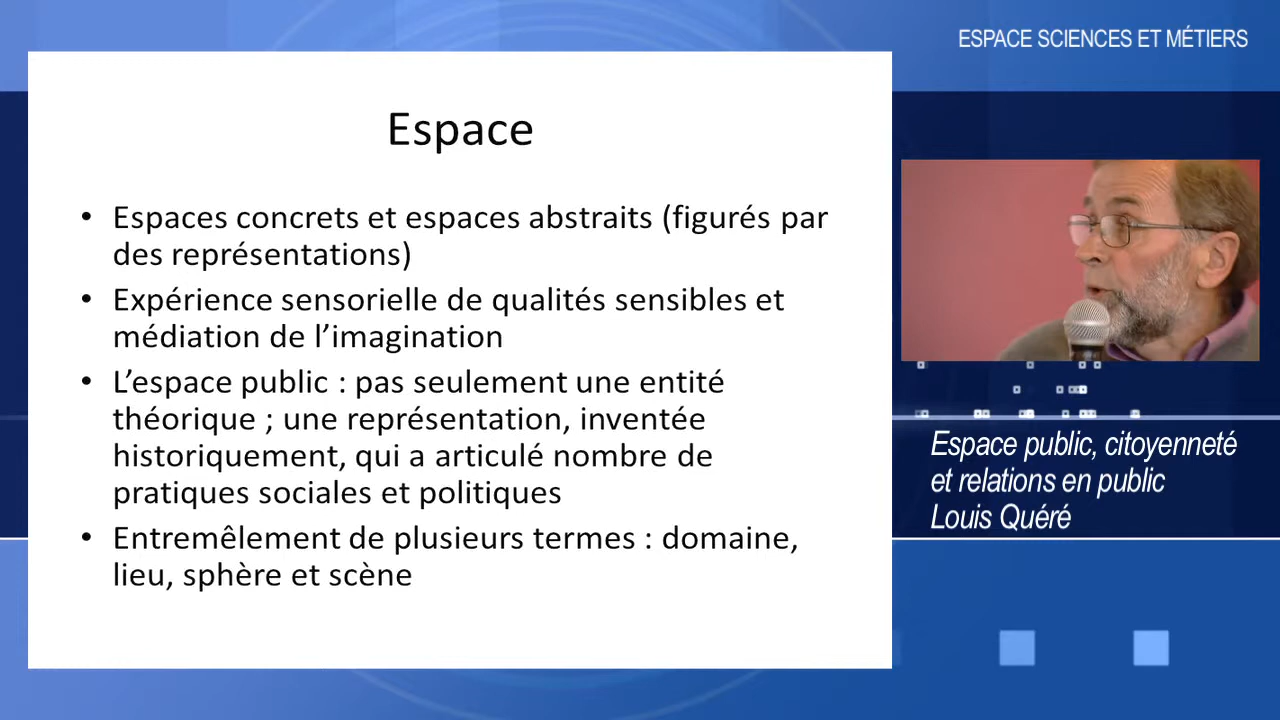 ESPACE SCIENCES ET MÉTIERS
Espace
• Espaces concrets et espaces abstraits (figurés par
des représentations)
• Expérience sensorielle de qualités sensibles et
médiation de l’imagination
• L’espace public : pas seulement une entité
théorique ; une représentation, inventée
historiquement, qui a articulé nombre de
pratiques sociales et politiques
• Entremêlement de plusieurs termes : domaine,
lieu, sphère et scène
Espace public, citoyenneté
et relations en public
Louis Quéré